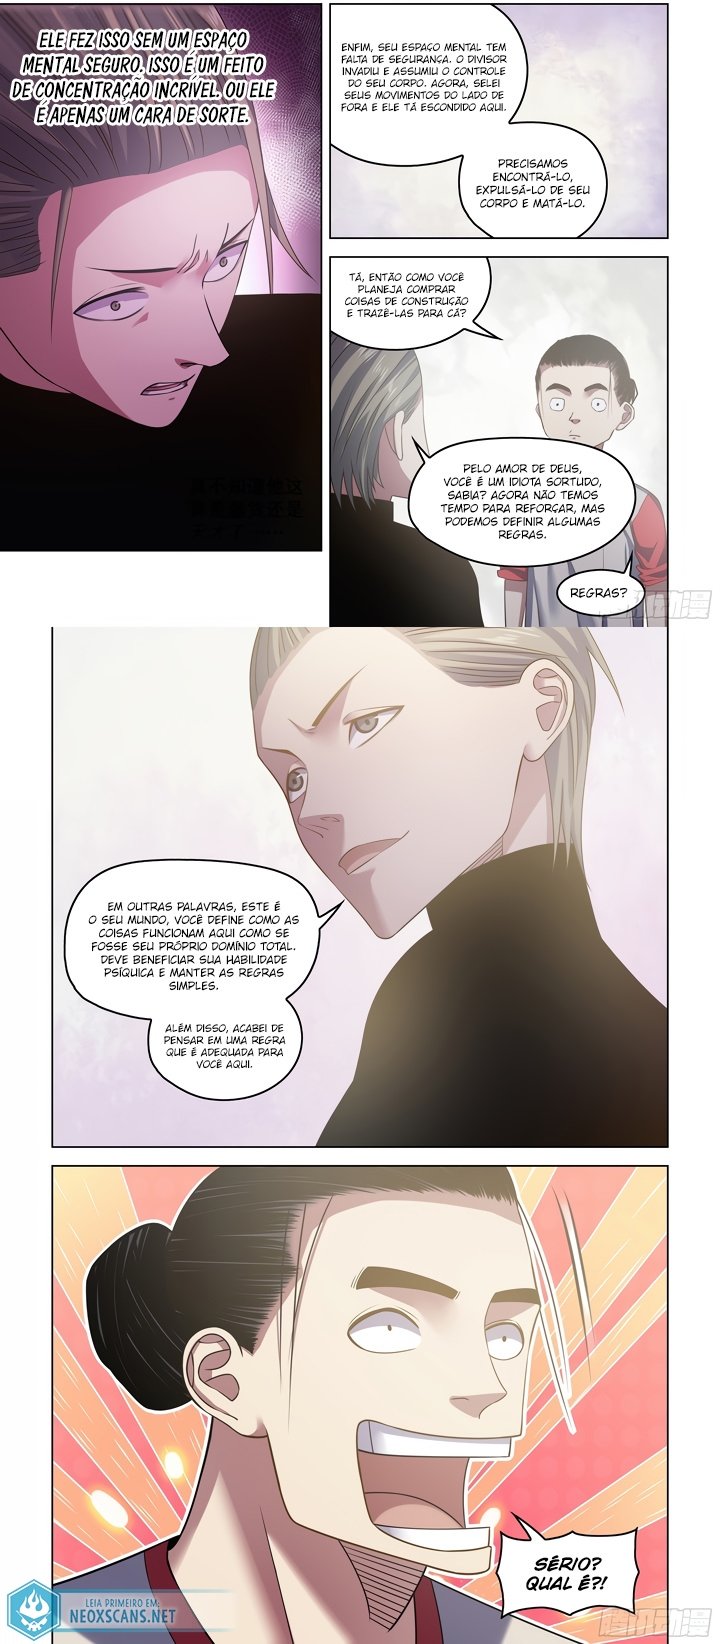 ELE FEZ ISSO SEM UM ESPAÇO
MENTAL SEGURO. ISSO É UM FEITO
DE CONCENTRAÇÃO INCRÍVEL. OU ELE
É APENAS UM CARA DE SORTE.
ENFIM, SEU ESPAÇO MENTAL TEM
FALTA DE SEGURANÇA. O DIVISOR
INVADIU E ASSUMIU O CONTROLE
DO SEU CORPO. AGORA, SELEI
SEUS MOVIMENTOS DO LADO DE
FORA E ELE TÁ ESCONDIDO AQUI.
PRECISAMOS
ENCONTRÁ-LO,
EXPULSÁ-LO DE SEU
CORPO E MATÁ-LO.
TÁ, ENTÃO COMO VOCÊ
PLANEJA COMPRAR
COISAS DE CONSTRUÇÃO
E TRAZÊ-LAS PARA CÁ?
PELO AMOR DE DEUS,
VOCÊ É UM IDIOTA SORTUDO,
SABIA? AGORA NÃO TEMOS
TEMPO PARA REFORÇAR, MAS
PODEMOS DEFINIR ALGUMAS
REGRAS.
REGRAS?
EM OUTRAS PALAVRAS, ESTE É
O SEU MUNDO, VOCÊ DEFINE COMO AS
COISAS FUNCIONAM AQUI COMO SE
FOSSE SEU PRÓPRIO DOMÍNIO TOTAL.
DEVE BENEFICIAR SUA HABILIDADE
PSÍQUICA E MANTER AS REGRAS
SIMPLES.
ALÉM DISSO, ACABEI DE
PENSAR EM UMA REGRA
QUE É ADEQUADA PARA
VOCÊ AQUI.
SÉRIO?
QUAL É?!
LEIA PRIMEIRO EM:
NEOXSCANS.NET